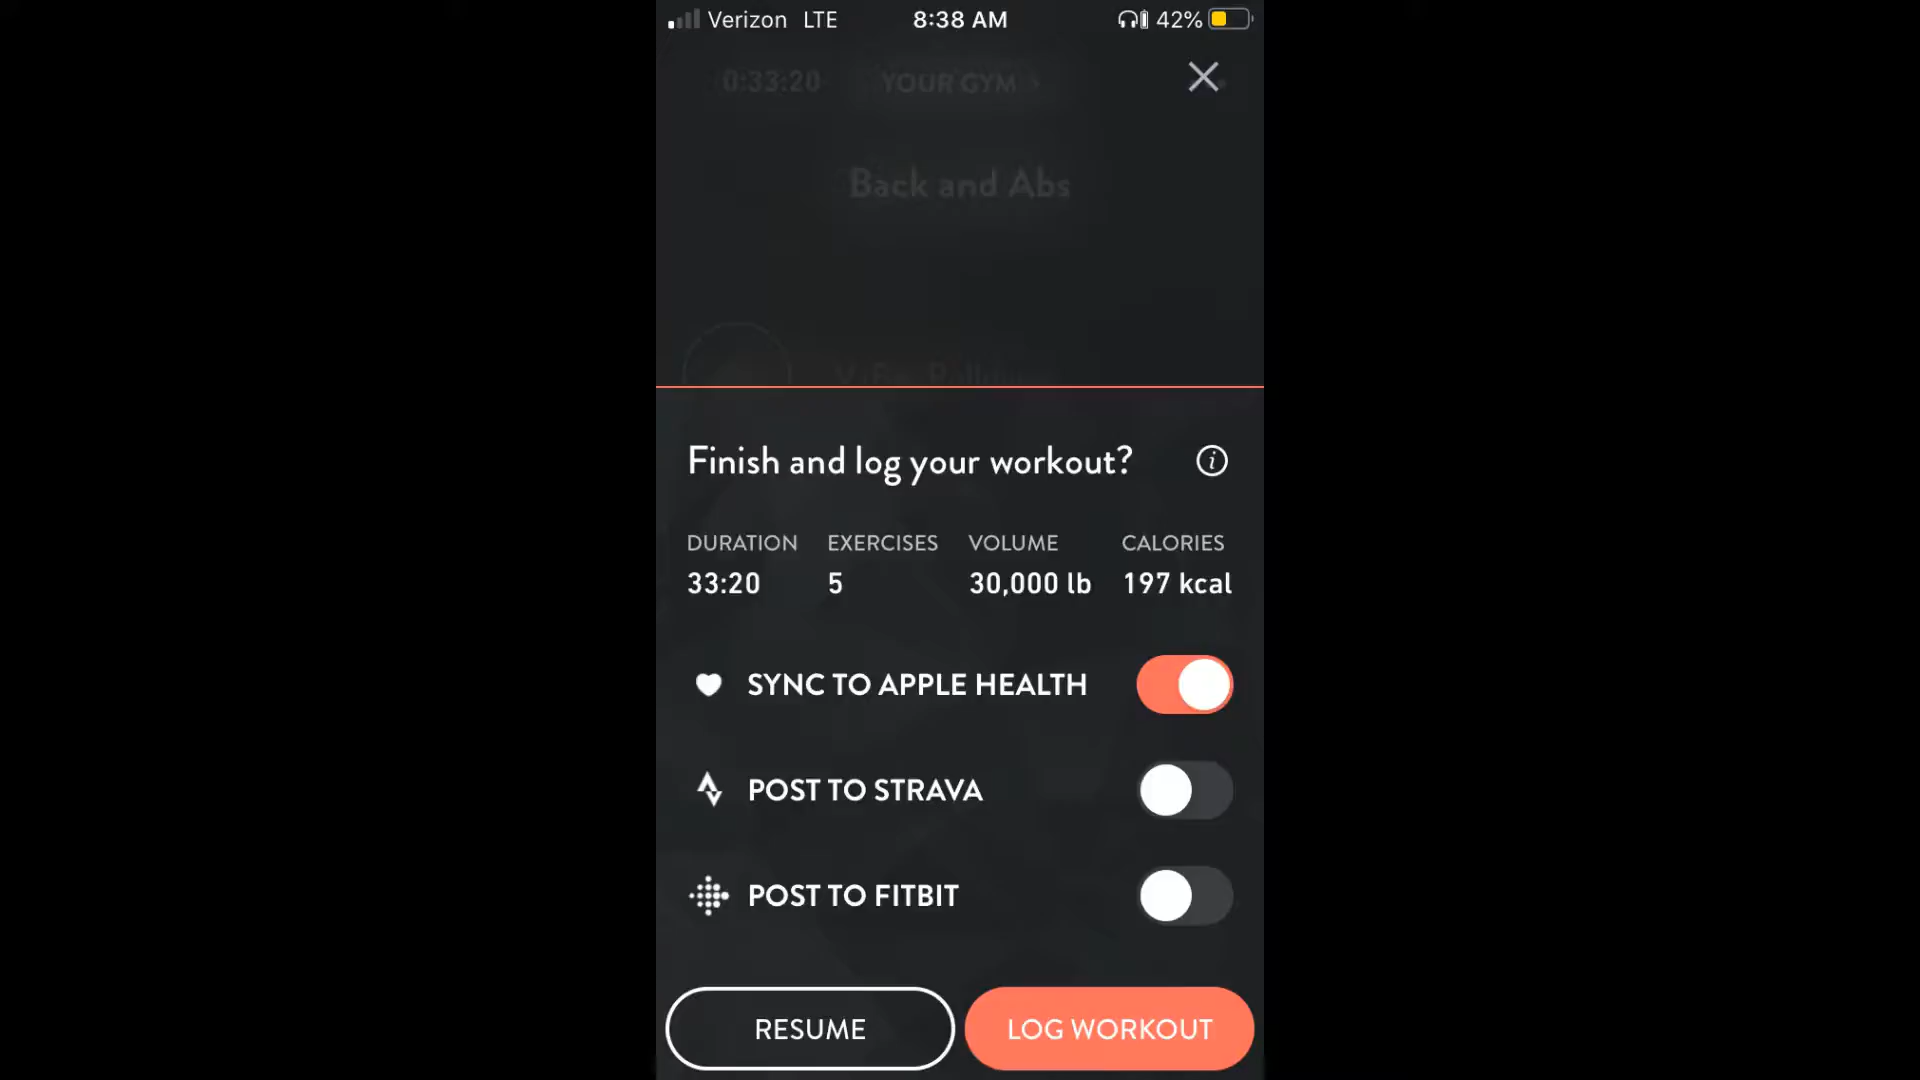 Verizon LTE 8:38 AM 42%
0:33:20 YOUR GYM
Back and Abs
Finish and log your workout?
DURATION EXERCISES VOLUME CALORIES
33:20 5 30,000 lb 197 kcal
SYNC TO APPLE HEALTH
POST TO STRAVA
POST TO FITBIT
RESUME LOG WORKOUT